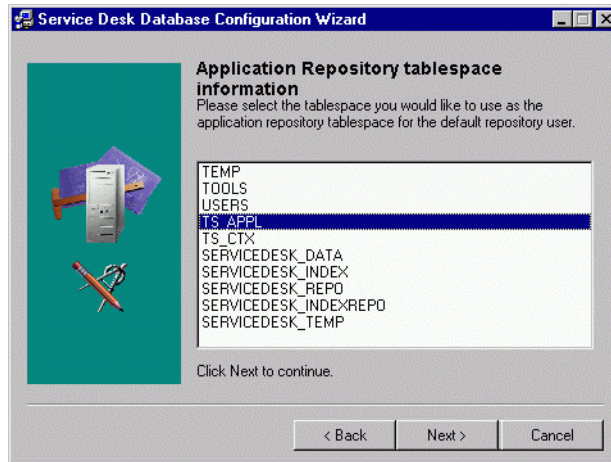 Service Desk Database Configuration Wizard
Application Repository tablespace
information
Please select the tablespace you would like to use as the
application repository tablespace for the default repository user.
TEMP
TOOLS
USERS
TS_APPL
TS_CTX
SERVICEDESK_DATA
SERVICEDESK_INDEX
SERVICEDESK_REPO
SERVICEDESK_INDEXREPO
SERVICEDESK_TEMP
Click Next to continue.
< Back Next > Cancel